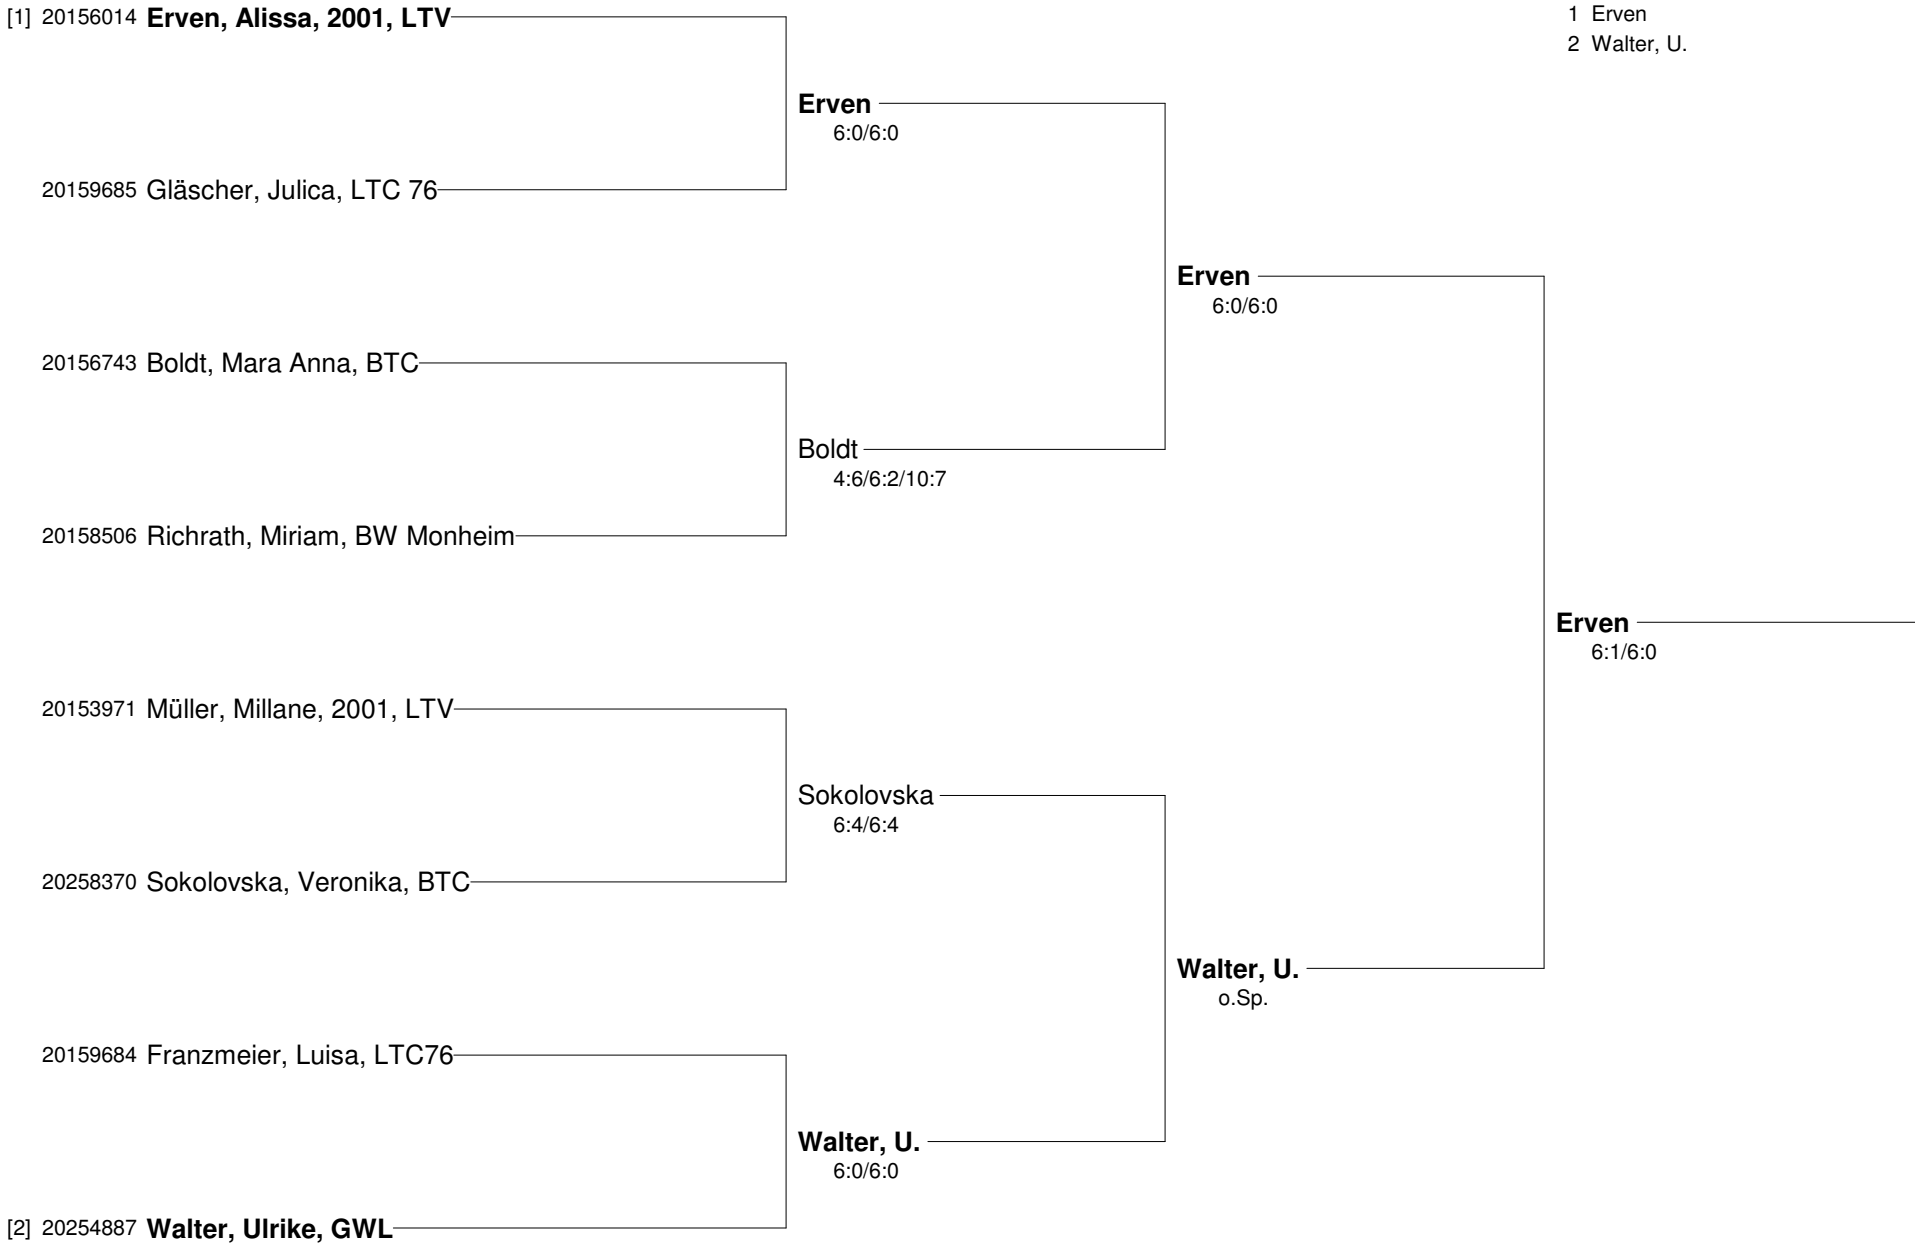 [1] 20156014 Erven, Alissa, 2001, LTV
1 Erven
2 Walter, U.
Erven
6:0/6:0
20159685 Gläscher, Julica, LTC 76
Erven
6:0/6:0
20156743 Boldt, Mara Anna, BTC
Boldt
4:6/6:2/10:7
20158506 Richrath, Miriam, BW Monheim
Erven
6:1/6:0
20153971 Müller, Millane, 2001, LTV
Sokolovska
6:4/6:4
20258370 Sokolovska, Veronika, BTC
Walter, U.
o.Sp.
20159684 Franzmeier, Luisa, LTC76
Walter, U.
6:0/6:0
[2] 20254887 Walter, Ulrike, GWL